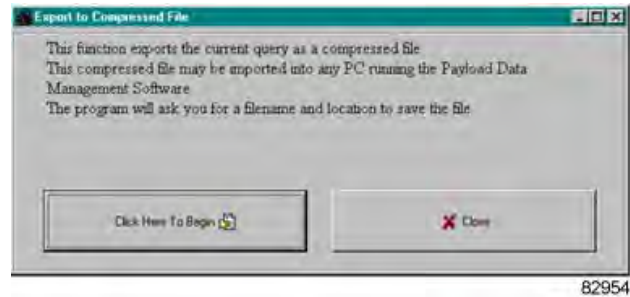 Export to Compressed File
This function exports the current query as a compressed file
This compressed file may be imported into any PC running the Payload Data
Management Software
The program will ask you for a filename and location to save the file
Click Here To Begin
Close
82954